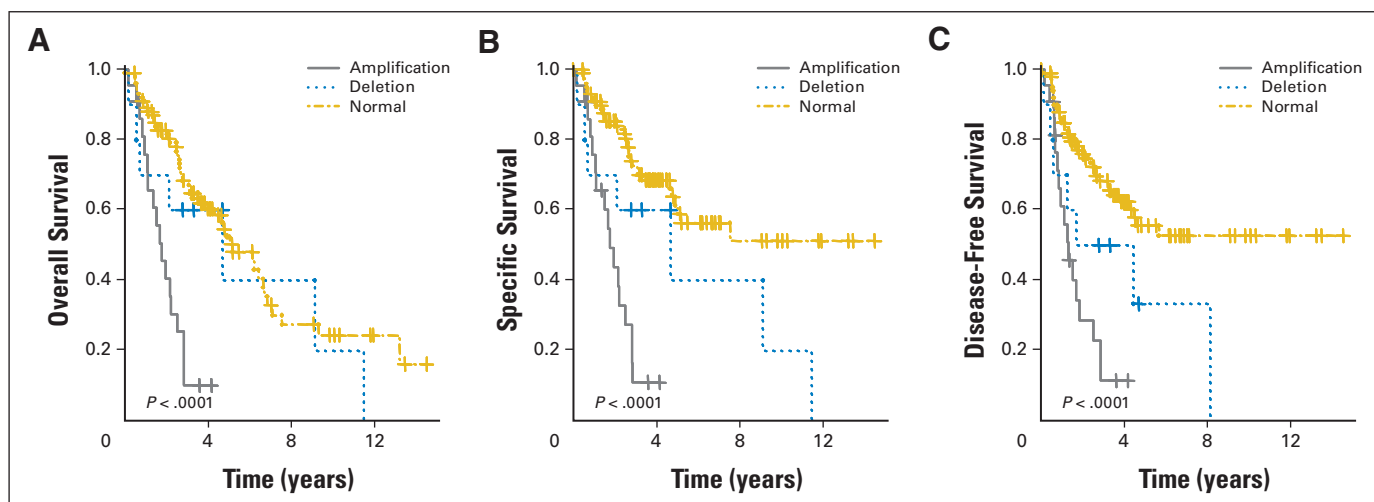 A
Overall Survival
1.0
0.8
0.6
0.4
0.2
0
4
8
12
Time (years)
Amplification
Deletion
Normal
P < .0001
B
Specific Survival
1.0
0.8
0.6
0.4
0.2
0
4
8
12
Time (years)
Amplification
Deletion
Normal
P < .0001
C
Disease-Free Survival
1.0
0.8
0.6
0.4
0.2
0
4
8
12
Time (years)
Amplification
Deletion
Normal
P < .0001